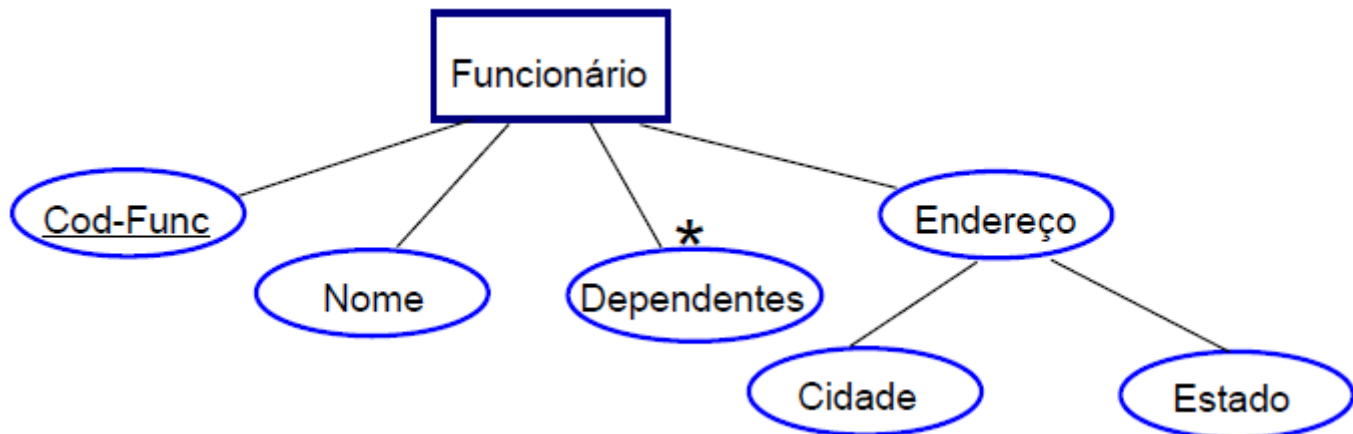 Funcionário
Cod-Func
Nome
*
Dependentes
Endereço
Cidade
Estado